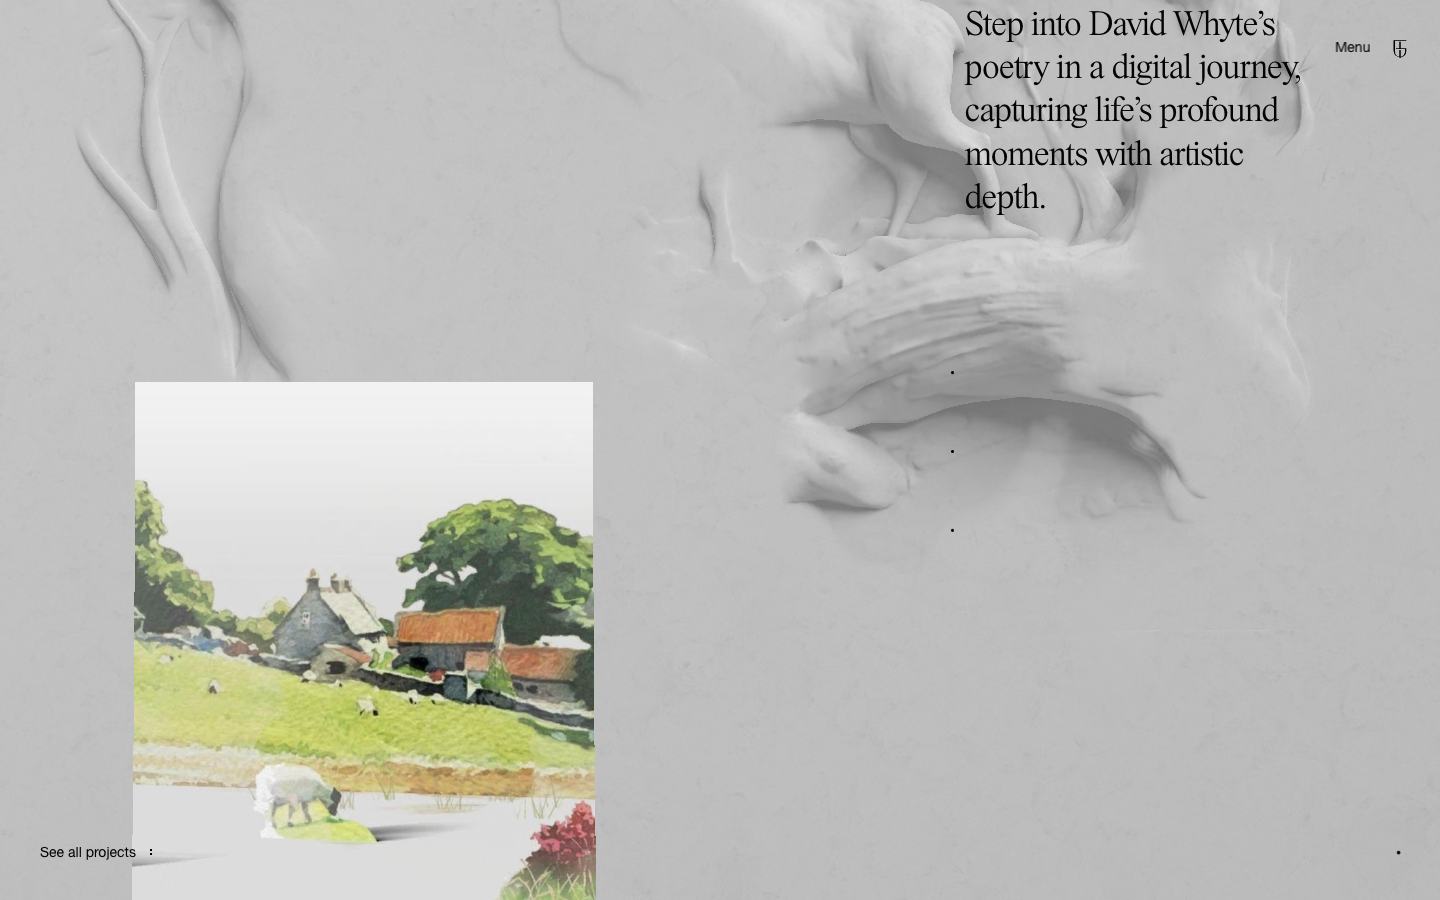 Step into David Whyte’s
poetry in a digital journey,
capturing life’s profound
moments with artistic
depth.
Menu
See all projects